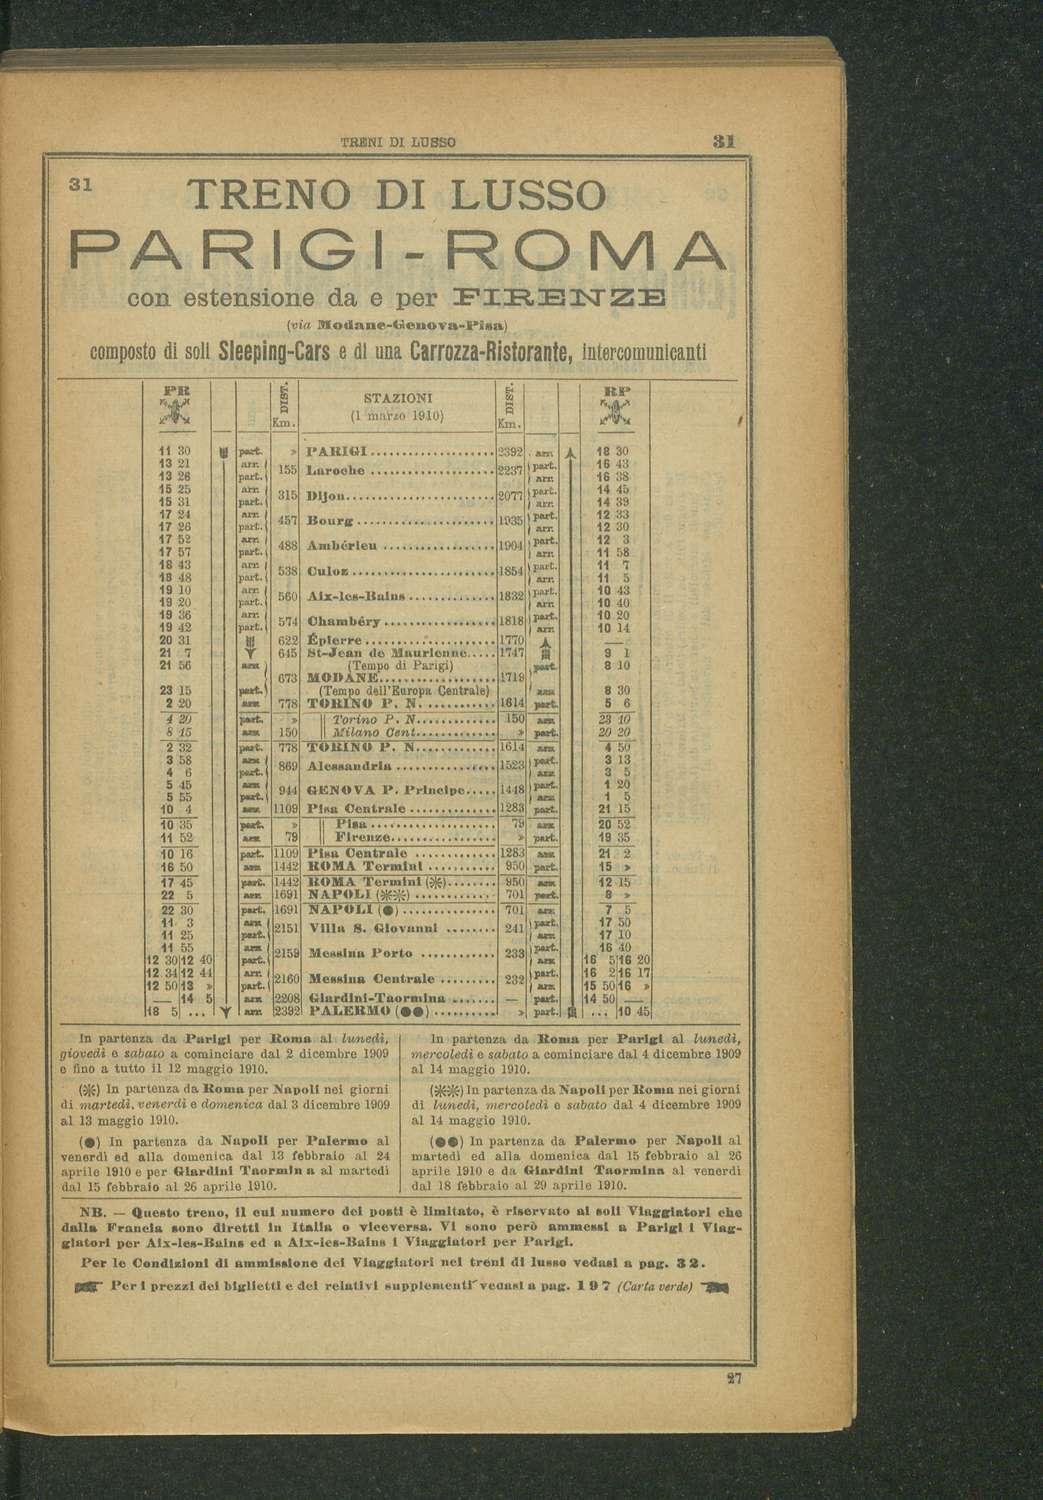 TRENI DI LUSSO 31
31
TRENO DI LUSSO
PARIGI-ROMA
con estensione da e per FIRENZE
(via Modane-Genova-Pisa)
composto di soli Sleeping-Cars e di una Carrozza-Ristorante, intercomunicanti
PR DIST. Km. STAZIONI (1 marzo 1910) DIST. Km. RP
11 30 part. » PARIGI 2392 arr. 18 30
13 21 arr. 155 Laroche 2237 part. 16 43
13 26 part. arr. 16 38
15 25 arr. 315 Dijon 2077 part. 14 45
15 31 part. arr. 14 39
17 24 arr. 457 Bourg 1935 part. 12 33
17 26 part. arr. 12 30
17 52 arr. 488 Ambérieu 1904 part. 12 3
17 57 part. arr. 11 58
18 43 arr. 538 Culoz 1854 part. 11 7
18 48 part. arr. 11 5
19 10 arr. 560 Aix-les-Bains 1832 part. 10 43
19 20 part. arr. 10 40
19 36 arr. 574 Chambéry 1818 part. 10 20
19 42 part. arr. 10 14
20 31 622 Épierre 1770 —
21 7 645 St-Jean de Maurienne 1747 9 1
21 56 arr. (Tempo di Parigi) part. 8 10
673 MODANE 1719
23 15 part. (Tempo dell'Europa Centrale) arr. 8 30
2 20 arr. 778 TORINO P. N. 1614 part. 5 6
4 20 part. » Torino P. N. 150 arr. 23 10
8 15 arr. 150 Milano Cent. » part. 20 20
2 32 part. 778 TORINO P. N. 1614 arr. 4 50
3 58 arr. 869 Alessandria 1523 part. 3 13
4 6 part. arr. 3 5
5 45 arr. 944 GENOVA P. Principe 1448 part. 1 20
5 55 part. arr. 1 5
10 4 arr. 1109 Pisa Centrale 1283 part. 21 15
10 35 part. » Pisa 79 arr. 20 52
11 52 arr. 79 Firenze » part. 19 35
10 16 part. 1109 Pisa Centrale 1283 arr. 21 2
16 50 arr. 1442 ROMA Termini 950 part. 15 »
17 45 part. 1442 ROMA Termini (※) 950 arr. 12 15
22 5 arr. 1691 NAPOLI (※※) 701 part. 8 »
22 30 part. 1691 NAPOLI (●) 701 arr. 7 5
11 3 arr. 2151 Villa S. Giovanni 241 part. 17 50
11 25 part. arr. 17 10
11 55 arr. 2159 Messina Porto 233 part. 16 40
12 30 12 40 part. arr. 16 5 16 20
12 34 12 44 arr. 2160 Messina Centrale 232 part. 16 2 16 17
12 50 13 » part. arr. 15 50 16 »
— 14 5 arr. 2208 Giardini-Taormina — part. 14 50 —
18 5 ... arr. 2392 PALERMO (●●) » part. ... 10 45
In partenza da Parigi per Roma al lunedì,
giovedì e sabato a cominciare dal 2 dicembre 1909
e fino a tutto il 12 maggio 1910.
(※) In partenza da Roma per Napoli nei giorni
di martedì, venerdì e domenica dal 3 dicembre 1909
al 13 maggio 1910.
(●) In partenza da Napoli per Palermo al
venerdì ed alla domenica dal 13 febbraio al 24
aprile 1910 e per Giardini Taormina al martedì
dal 15 febbraio al 26 aprile 1910.
In partenza da Roma per Parigi al lunedì,
mercoledì e sabato a cominciare dal 4 dicembre 1909
al 14 maggio 1910.
(※※) In partenza da Napoli per Roma nei giorni
di lunedì, mercoledì e sabato dal 4 dicembre 1909
al 14 maggio 1910.
(●●) In partenza da Palermo per Napoli al
martedì ed alla domenica dal 15 febbraio al 26
aprile 1910 e da Giardini Taormina al venerdì
dal 18 febbraio al 29 aprile 1910.
NB. — Questo treno, il cui numero dei posti è limitato, è riservato ai soli Viaggiatori che
dalla Francia sono diretti in Italia o viceversa. Vi sono però ammessi a Parigi i Viag-
giatori per Aix-les-Bains ed a Aix-les-Bains i Viaggiatori per Parigi.
Per le Condizioni di ammissione dei Viaggiatori nei treni di lusso vedasi a pag. 32.
Per i prezzi dei biglietti e dei relativi supplementi vedasi a pag. 197 (Carta verde)
27